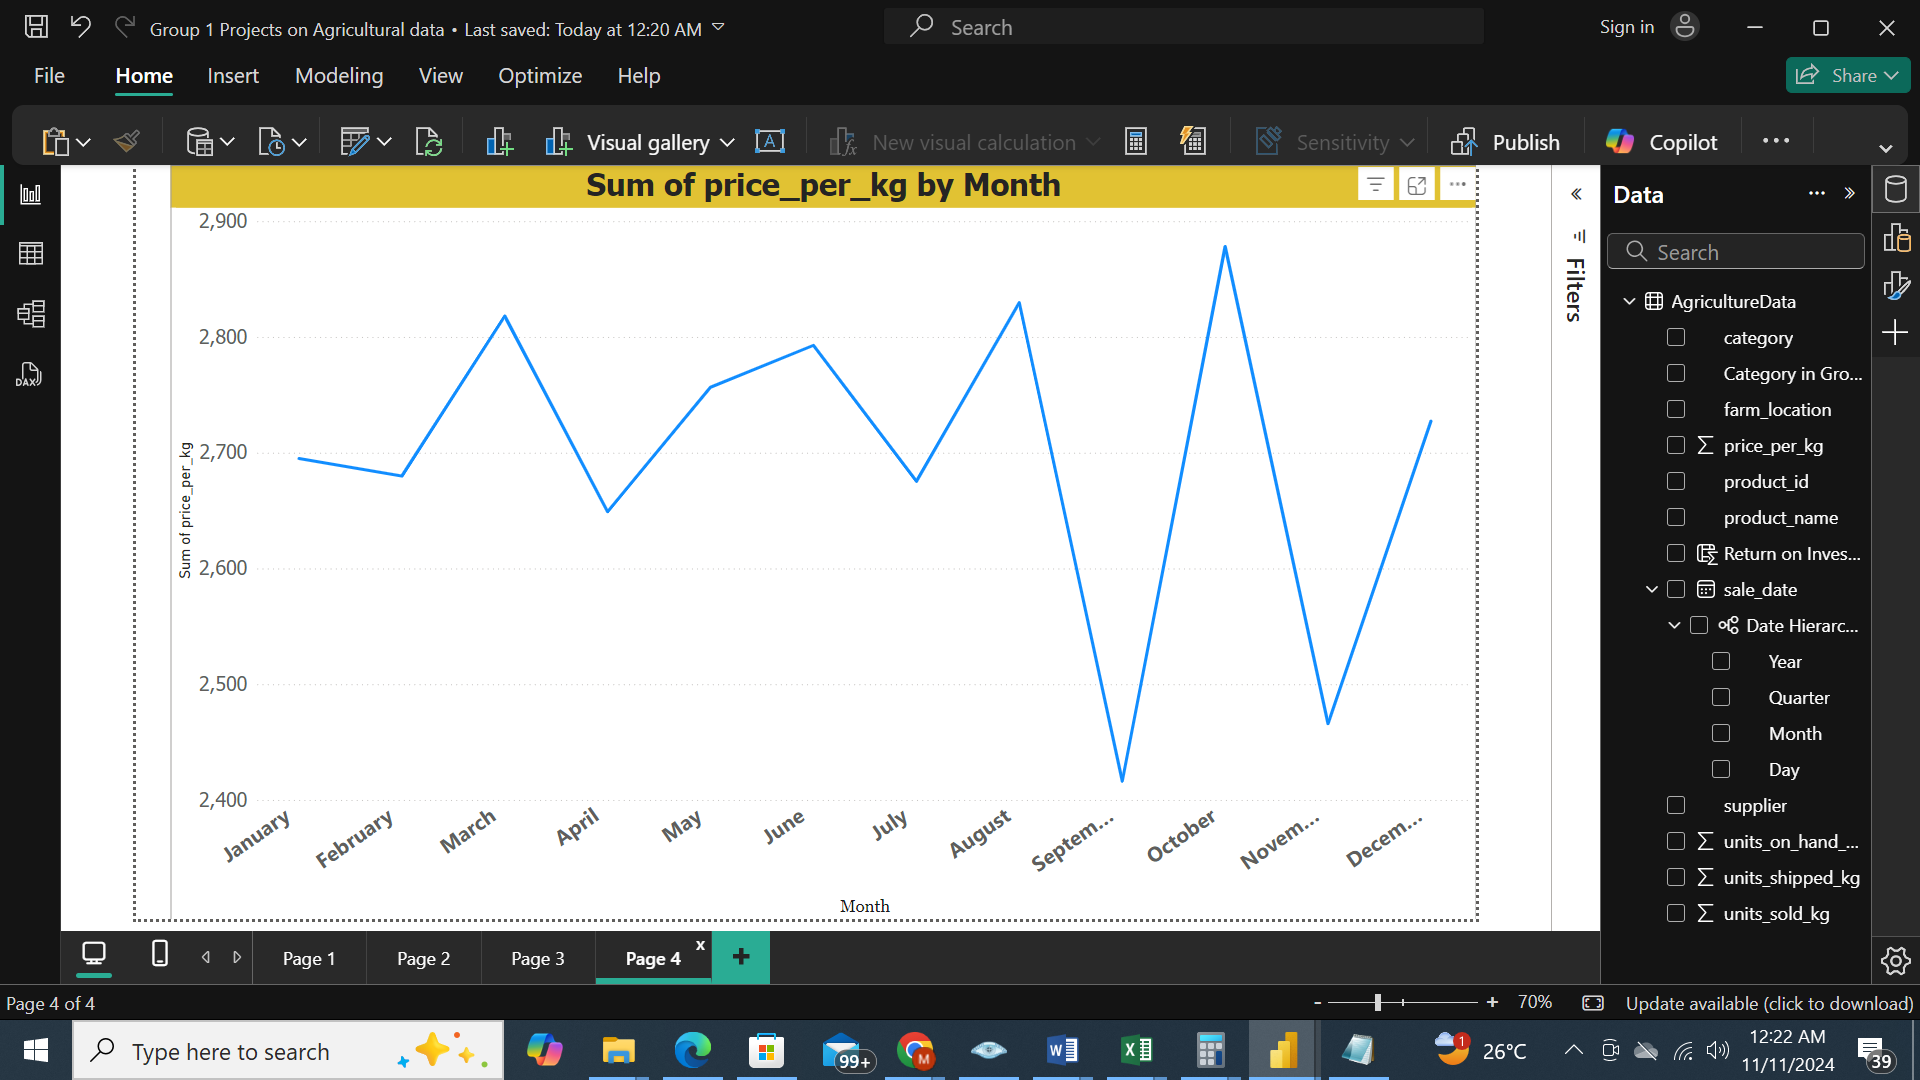 Group 1 Projects on Agricultural data • Last saved: Today at 12:20 AM
Search
Sign in
File Home Insert Modeling View Optimize Help
Share
Visual gallery
New visual calculation
Sensitivity
Publish
Copilot
Sum of price_per_kg by Month
2,900
2,800
2,700
2,600
2,500
2,400
Sum of price_per_kg
January
February
March
April
May
June
July
August
Septem...
October
Novem...
Decem...
Month
Filters
Data
Search
AgricultureData
category
Category in Gro...
farm_location
price_per_kg
product_id
product_name
Return on Inves...
sale_date
Date Hierarc...
Year
Quarter
Month
Day
supplier
units_on_hand_...
units_shipped_kg
units_sold_kg
DAX
Page 1
Page 2
Page 3
Page 4
Page 4 of 4
70%
Update available (click to download)
Type here to search
99+
M
1
26°C
12:22 AM
11/11/2024
39